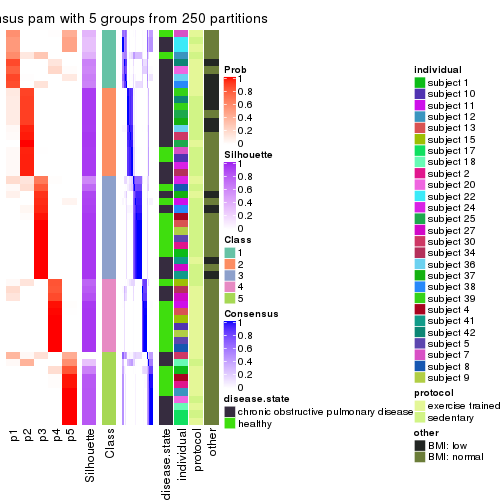 sus pam with 5 groups from 250 partitions
p1
p2
p3
p4
p5
Silhouette
Class
disease.state
individual
protocol
other
Prob
1
0.8
0.6
0.4
0.2
0
Silhouette
1
0.8
0.6
0.4
0.2
0
Class
1
2
3
4
5
Consensus
1
0.8
0.6
0.4
0.2
0
disease.state
chronic obstructive pulmonary disease
healthy
individual
subject 1
subject 10
subject 11
subject 12
subject 13
subject 15
subject 17
subject 18
subject 2
subject 20
subject 22
subject 24
subject 25
subject 27
subject 30
subject 34
subject 36
subject 37
subject 38
subject 39
subject 4
subject 41
subject 42
subject 5
subject 7
subject 8
subject 9
protocol
exercise trained
sedentary
other
BMI: low
BMI: normal